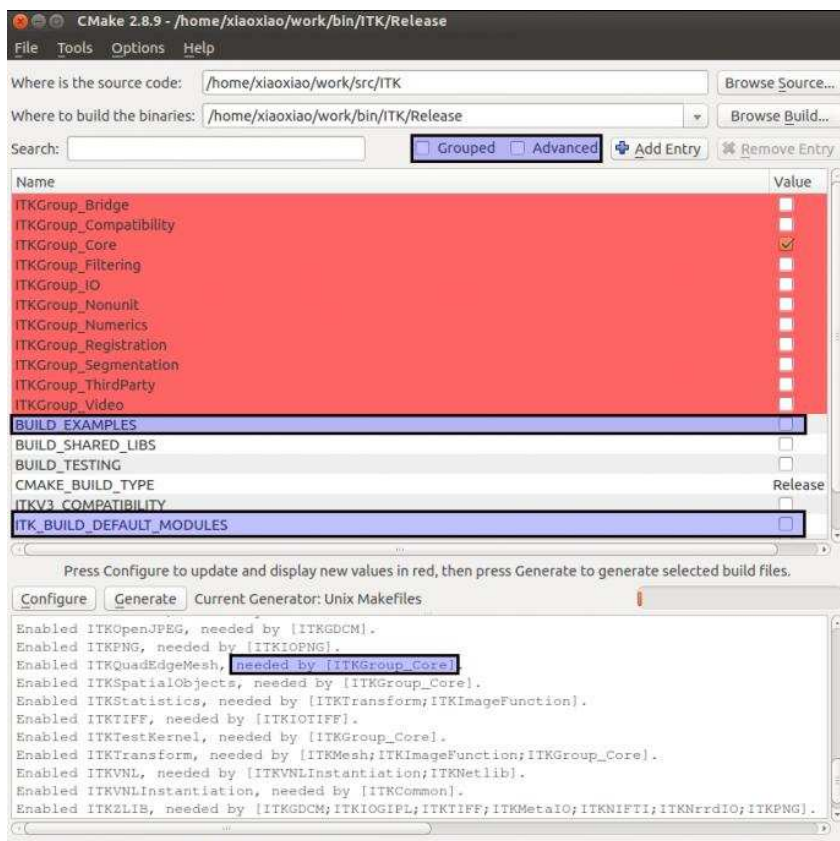 CMake 2.8.9 - /home/xiaoxiao/work/bin/ITK/Release
File Tools Options Help
Where is the source code: /home/xiaoxiao/work/src/ITK Browse Source...
Where to build the binaries: /home/xiaoxiao/work/bin/ITK/Release Browse Build...
Search: Grouped Advanced Add Entry Remove Entry
Name Value
ITKGroup_Bridge
ITKGroup_Compatibility
ITKGroup_Core
ITKGroup_Filtering
ITKGroup_IO
ITKGroup_Nonunit
ITKGroup_Numerics
ITKGroup_Registration
ITKGroup_Segmentation
ITKGroup_ThirdParty
ITKGroup_Video
BUILD_EXAMPLES
BUILD_SHARED_LIBS
BUILD_TESTING
CMAKE_BUILD_TYPE Release
ITKV3_COMPATIBILITY
ITK_BUILD_DEFAULT_MODULES
Press Configure to update and display new values in red, then press Generate to generate selected build files.
Configure Generate Current Generator: Unix Makefiles
Enabled ITKOpenJPEG, needed by [ITKGDCM].
Enabled ITKPNG, needed by [ITKIOPNG].
Enabled ITKQuadEdgeMesh, needed by [ITKGroup_Core].
Enabled ITKSpatialObjects, needed by [ITKGroup_Core].
Enabled ITKStatistics, needed by [ITKTransform;ITKImageFunction].
Enabled ITKTIFF, needed by [ITKIOTIFF].
Enabled ITKTestKernel, needed by [ITKGroup_Core].
Enabled ITKTransform, needed by [ITKMesh;ITKImageFunction;ITKGroup_Core].
Enabled ITKVNL, needed by [ITKVNLInstantiation;ITKNetlib].
Enabled ITKVNLInstantiation, needed by [ITKCommon].
Enabled ITKZLIB, needed by [ITKGDCM;ITKIOGIPL;ITKTIFF;ITKMetaIO;ITKNIFTI;ITKNrrdIO;ITKPNG].